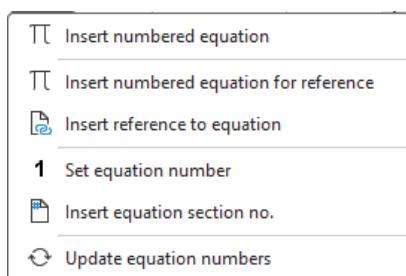 Insert numbered equation
Insert numbered equation for reference
Insert reference to equation
1 Set equation number
Insert equation section no.
Update equation numbers